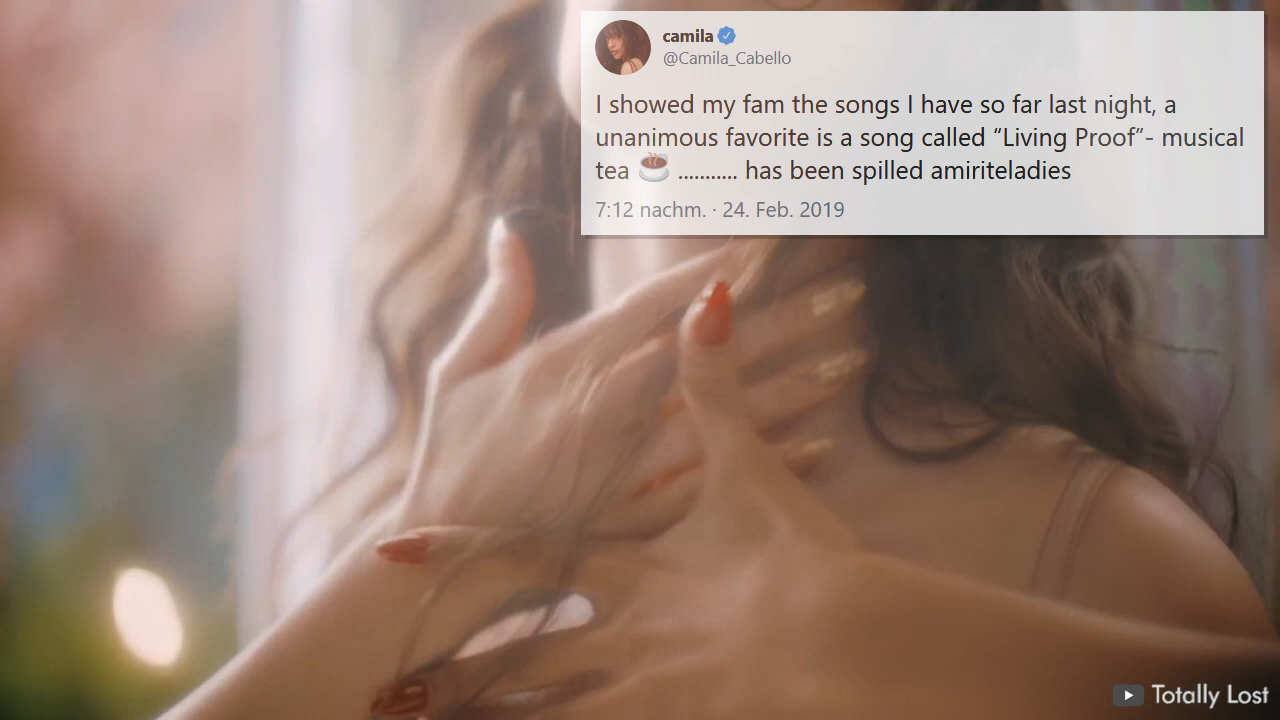 camila
@Camila_Cabello
I showed my fam the songs I have so far last night, a
unanimous favorite is a song called “Living Proof”- musical
tea ☕ ........... has been spilled amiriteladies
7:12 nachm. · 24. Feb. 2019
Totally Lost